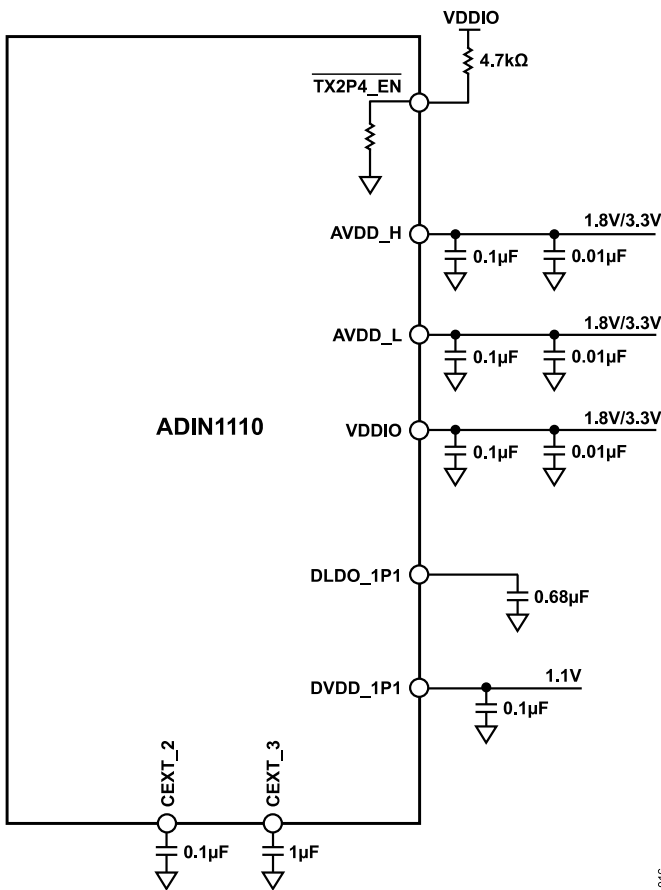 VDDIO
4.7kΩ
TX2P4_EN
AVDD_H
1.8V/3.3V
0.1µF
0.01µF
AVDD_L
1.8V/3.3V
0.1µF
0.01µF
ADIN1110
VDDIO
1.8V/3.3V
0.1µF
0.01µF
DLDO_1P1
0.68µF
DVDD_1P1
1.1V
0.1µF
CEXT_2
CEXT_3
0.1µF
1µF